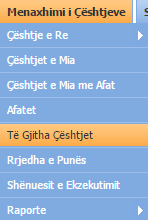 Menaxhimi i Çështjeve
Çështje e Re
Çështjet e Mia
Çështjet e Mia me Afat
Afatet
Të Gjitha Çështjet
Rrjedha e Punës
Shënuesit e Ekzekutimit
Raporte